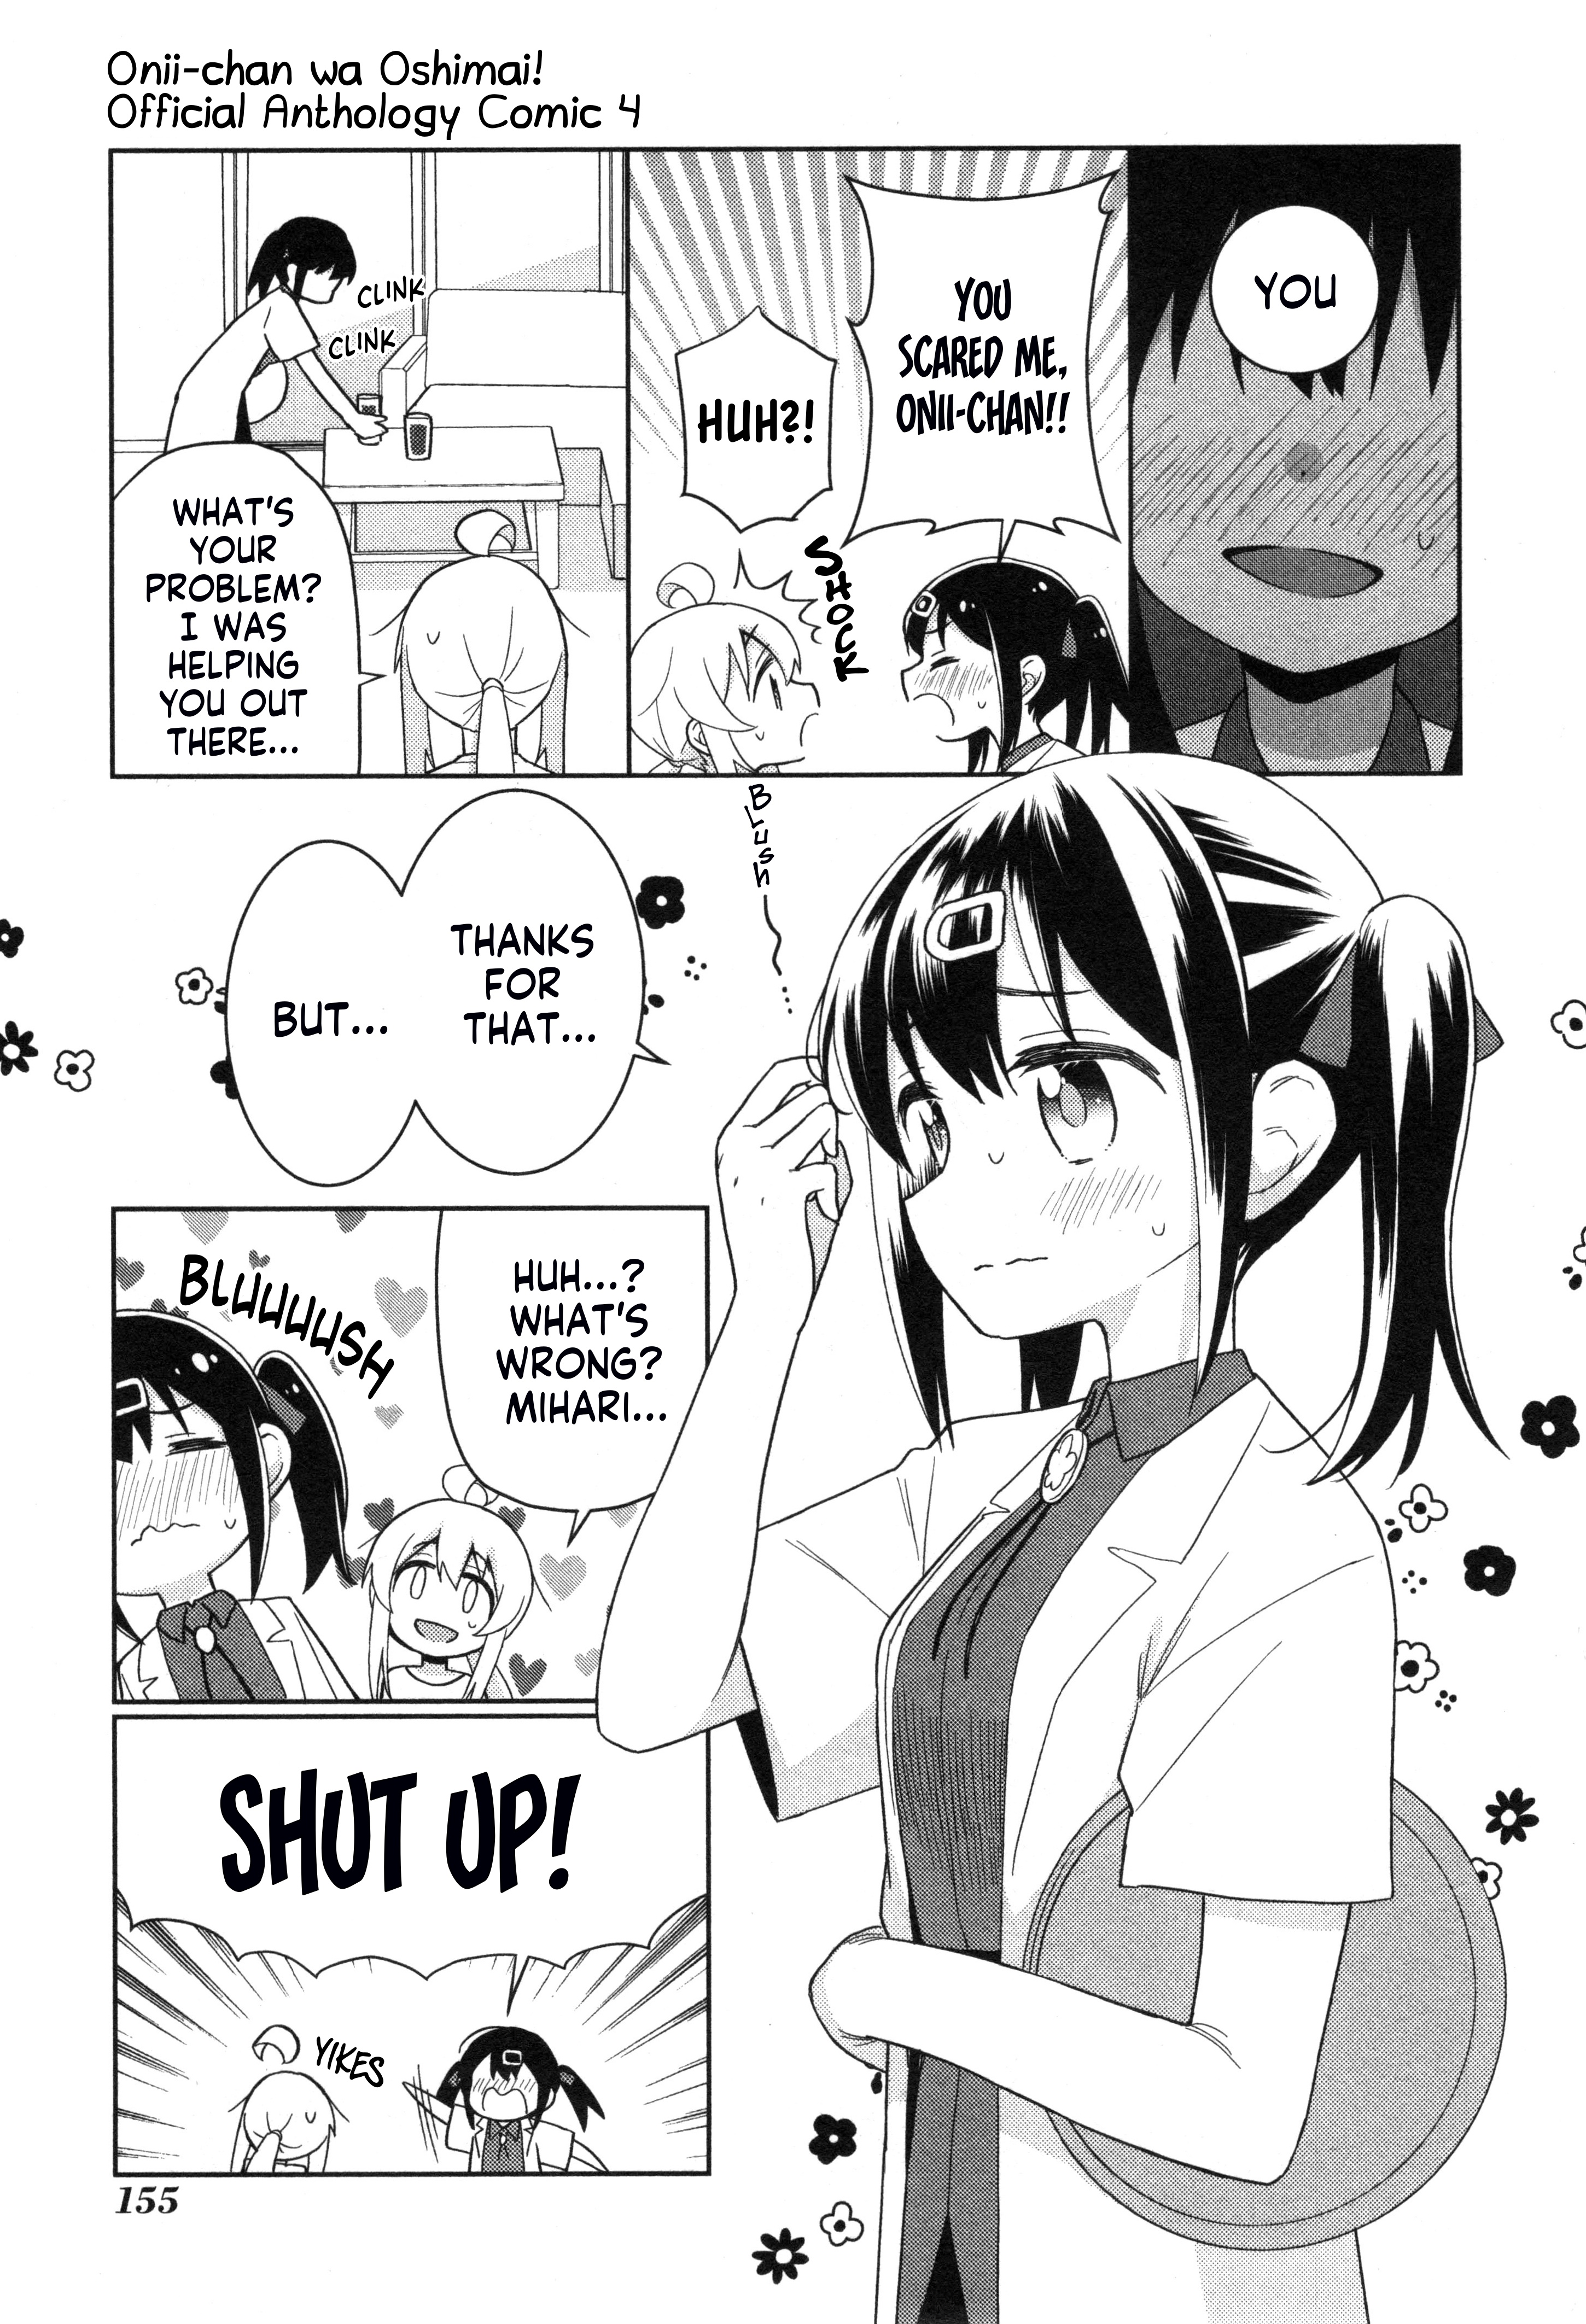 Onii-chan wa Oshimai!
Official Anthology Comic 4
YOU
YOU
SCARED ME,
ONII-CHAN!!
HUH?!
SHOCK
CLINK
CLINK
WHAT'S
YOUR
PROBLEM?
I WAS
HELPING
YOU OUT
THERE...
BLUSH
THANKS
FOR
THAT...
BUT...
HUH...?
WHAT'S
WRONG?
MIHARI...
BLUUUUSH
SHUT UP!
YIKES
155